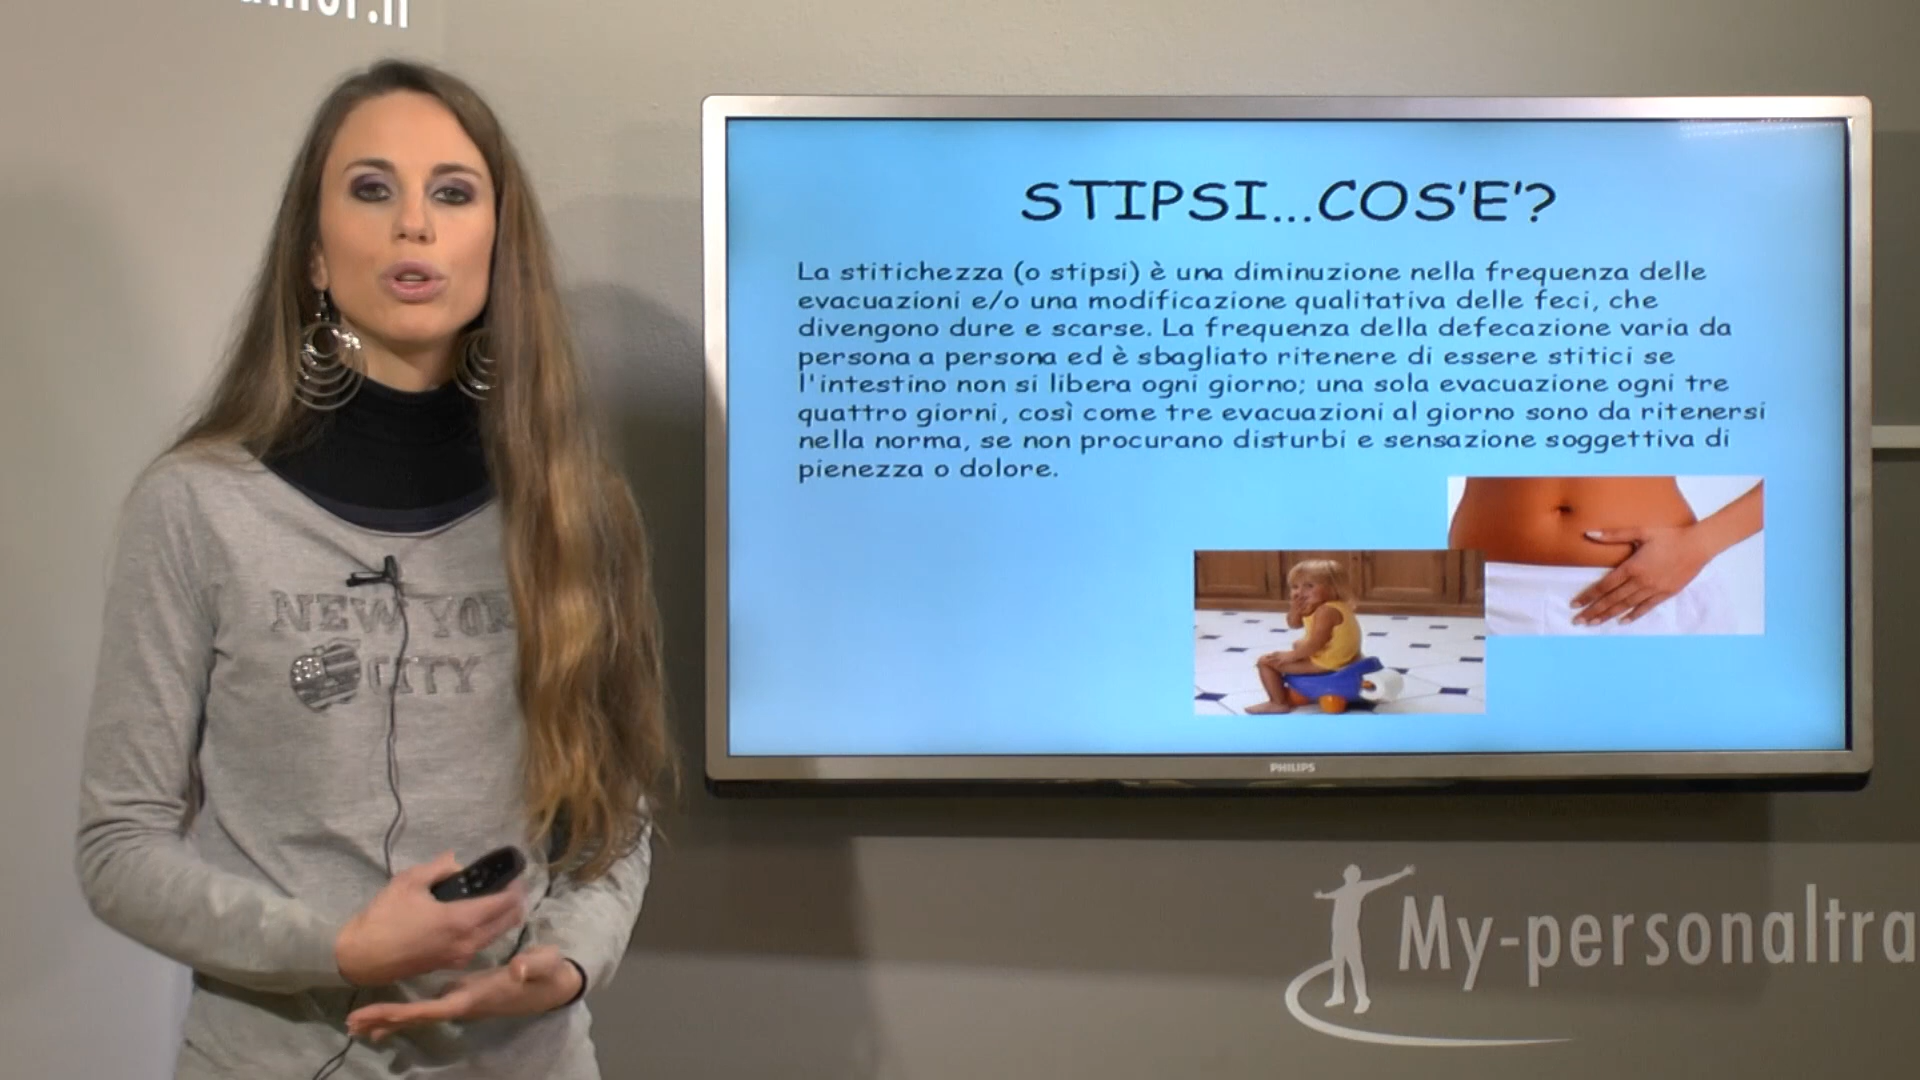 STIPSI...COS'E'?
La stitichezza (o stipsi) è una diminuzione nella frequenza delle
evacuazioni e/o una modificazione qualitativa delle feci, che
divengono dure e scarse. La frequenza della defecazione varia da
persona a persona ed è sbagliato ritenere di essere stitici se
l'intestino non si libera ogni giorno; una sola evacuazione ogni tre
quattro giorni, così come tre evacuazioni al giorno sono da ritenersi
nella norma, se non procurano disturbi e sensazione soggettiva di
pienezza o dolore.
PHILIPS
NEW YOR
CITY
My-personaltra